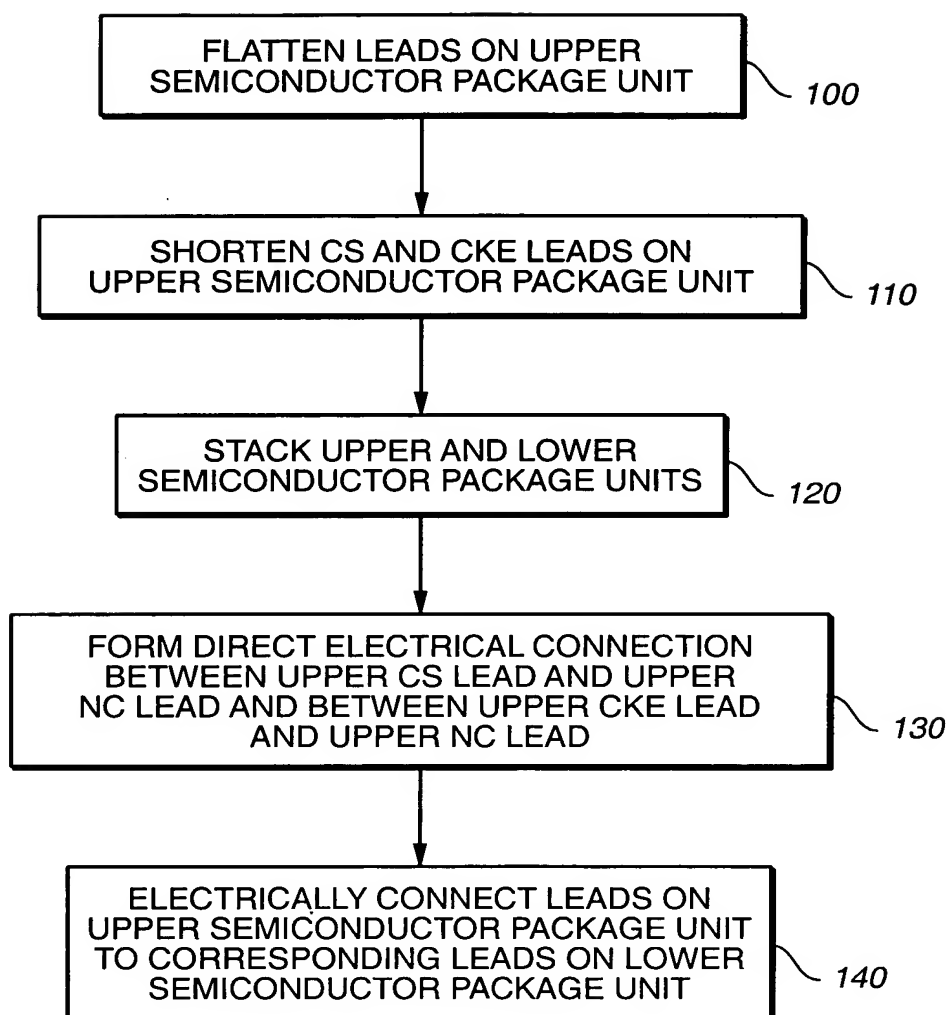 FLATTEN LEADS ON UPPER
SEMICONDUCTOR PACKAGE UNIT
100
SHORTEN CS AND CKE LEADS ON
UPPER SEMICONDUCTOR PACKAGE UNIT
110
STACK UPPER AND LOWER
SEMICONDUCTOR PACKAGE UNITS
120
FORM DIRECT ELECTRICAL CONNECTION
BETWEEN UPPER CS LEAD AND UPPER
NC LEAD AND BETWEEN UPPER CKE LEAD
AND UPPER NC LEAD
130
ELECTRICALLY CONNECT LEADS ON
UPPER SEMICONDUCTOR PACKAGE UNIT
TO CORRESPONDING LEADS ON LOWER
SEMICONDUCTOR PACKAGE UNIT
140